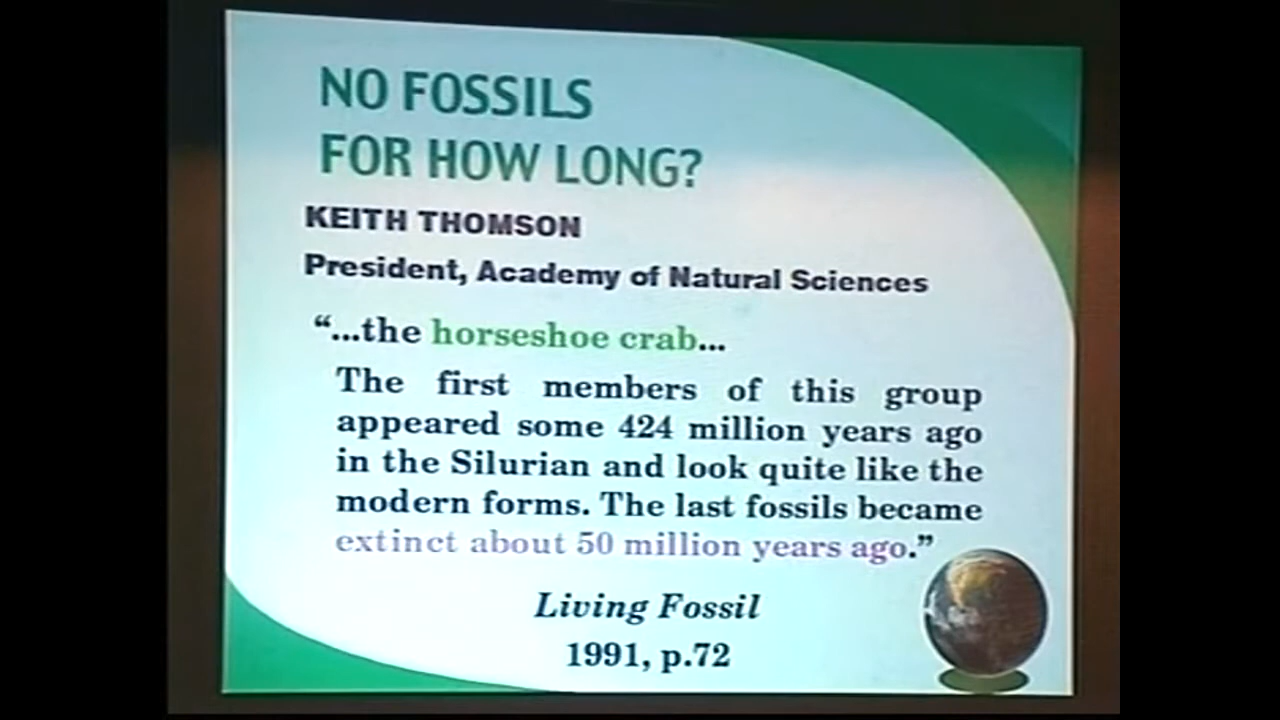 NO FOSSILS
FOR HOW LONG?
KEITH THOMSON
President, Academy of Natural Sciences
“...the horseshoe crab...
The first members of this group
appeared some 424 million years ago
in the Silurian and look quite like the
modern forms. The last fossils became
extinct about 50 million years ago.”
Living Fossil
1991, p.72